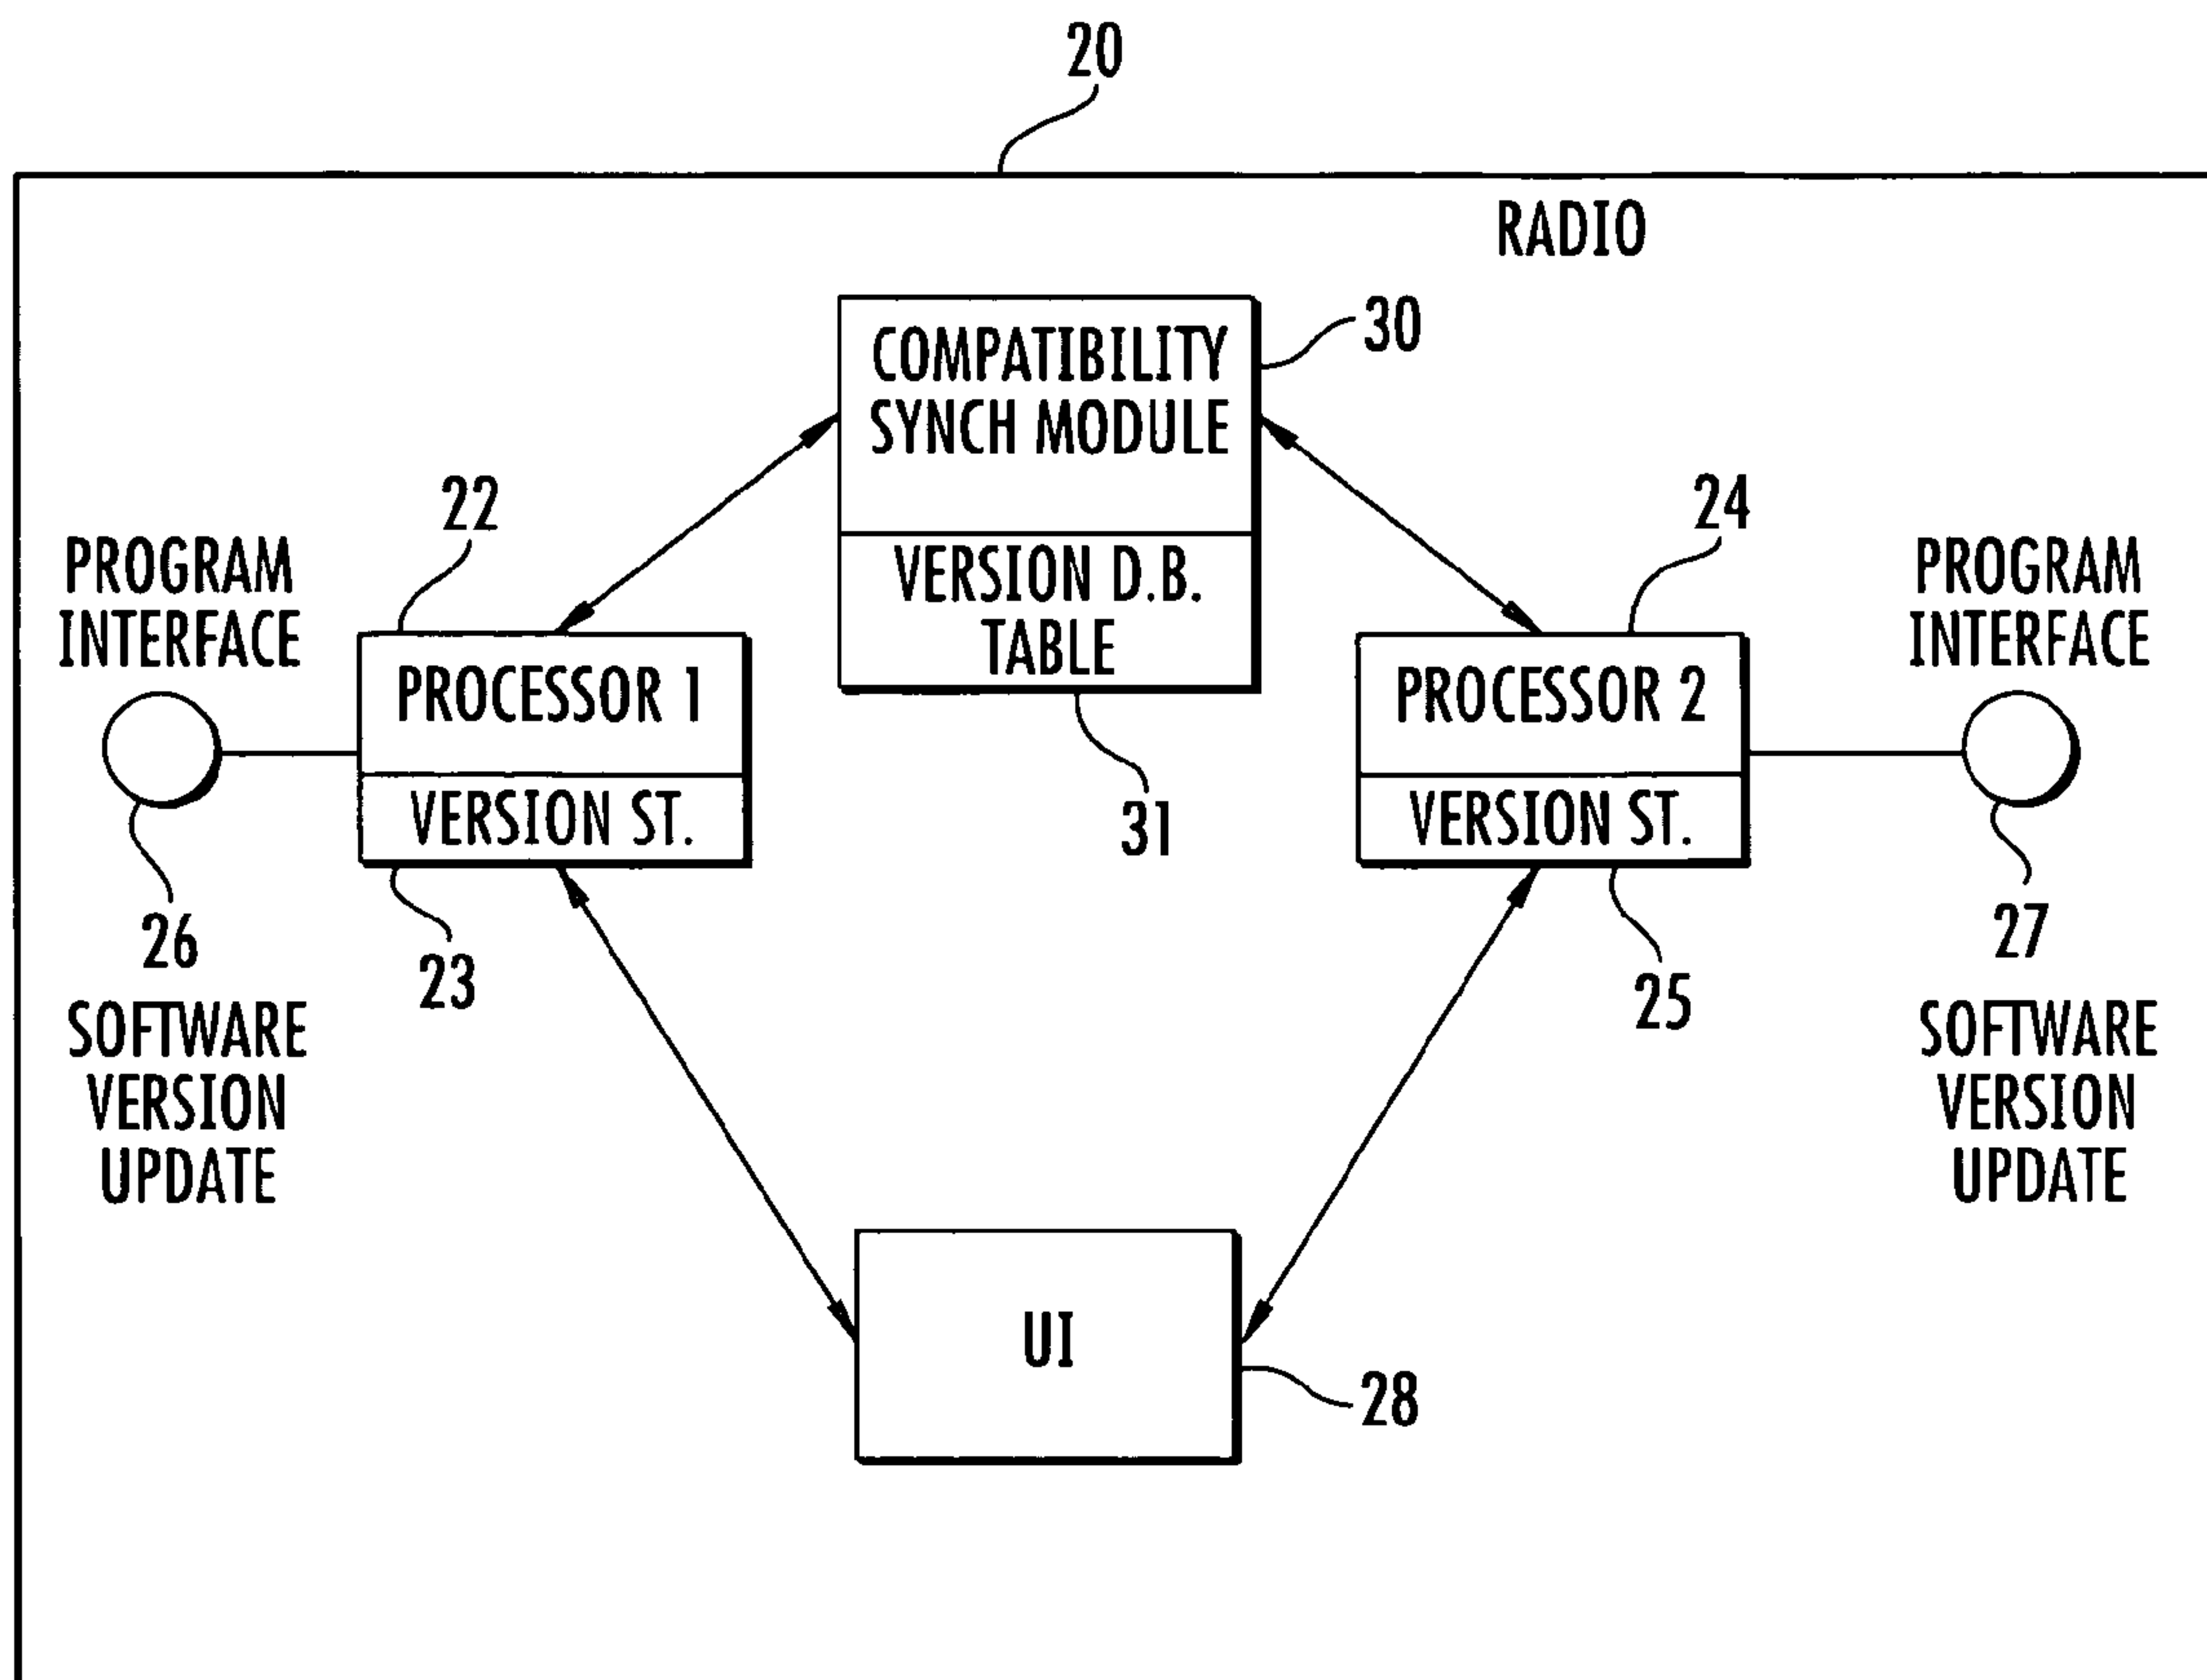 20
RADIO
COMPATIBILITY
SYNCH MODULE
30
VERSION D.B.
TABLE
31
22
24
PROGRAM
INTERFACE
PROCESSOR 1
VERSION ST.
23
PROCESSOR 2
VERSION ST.
25
PROGRAM
INTERFACE
26
SOFTWARE
VERSION
UPDATE
27
SOFTWARE
VERSION
UPDATE
UI
28